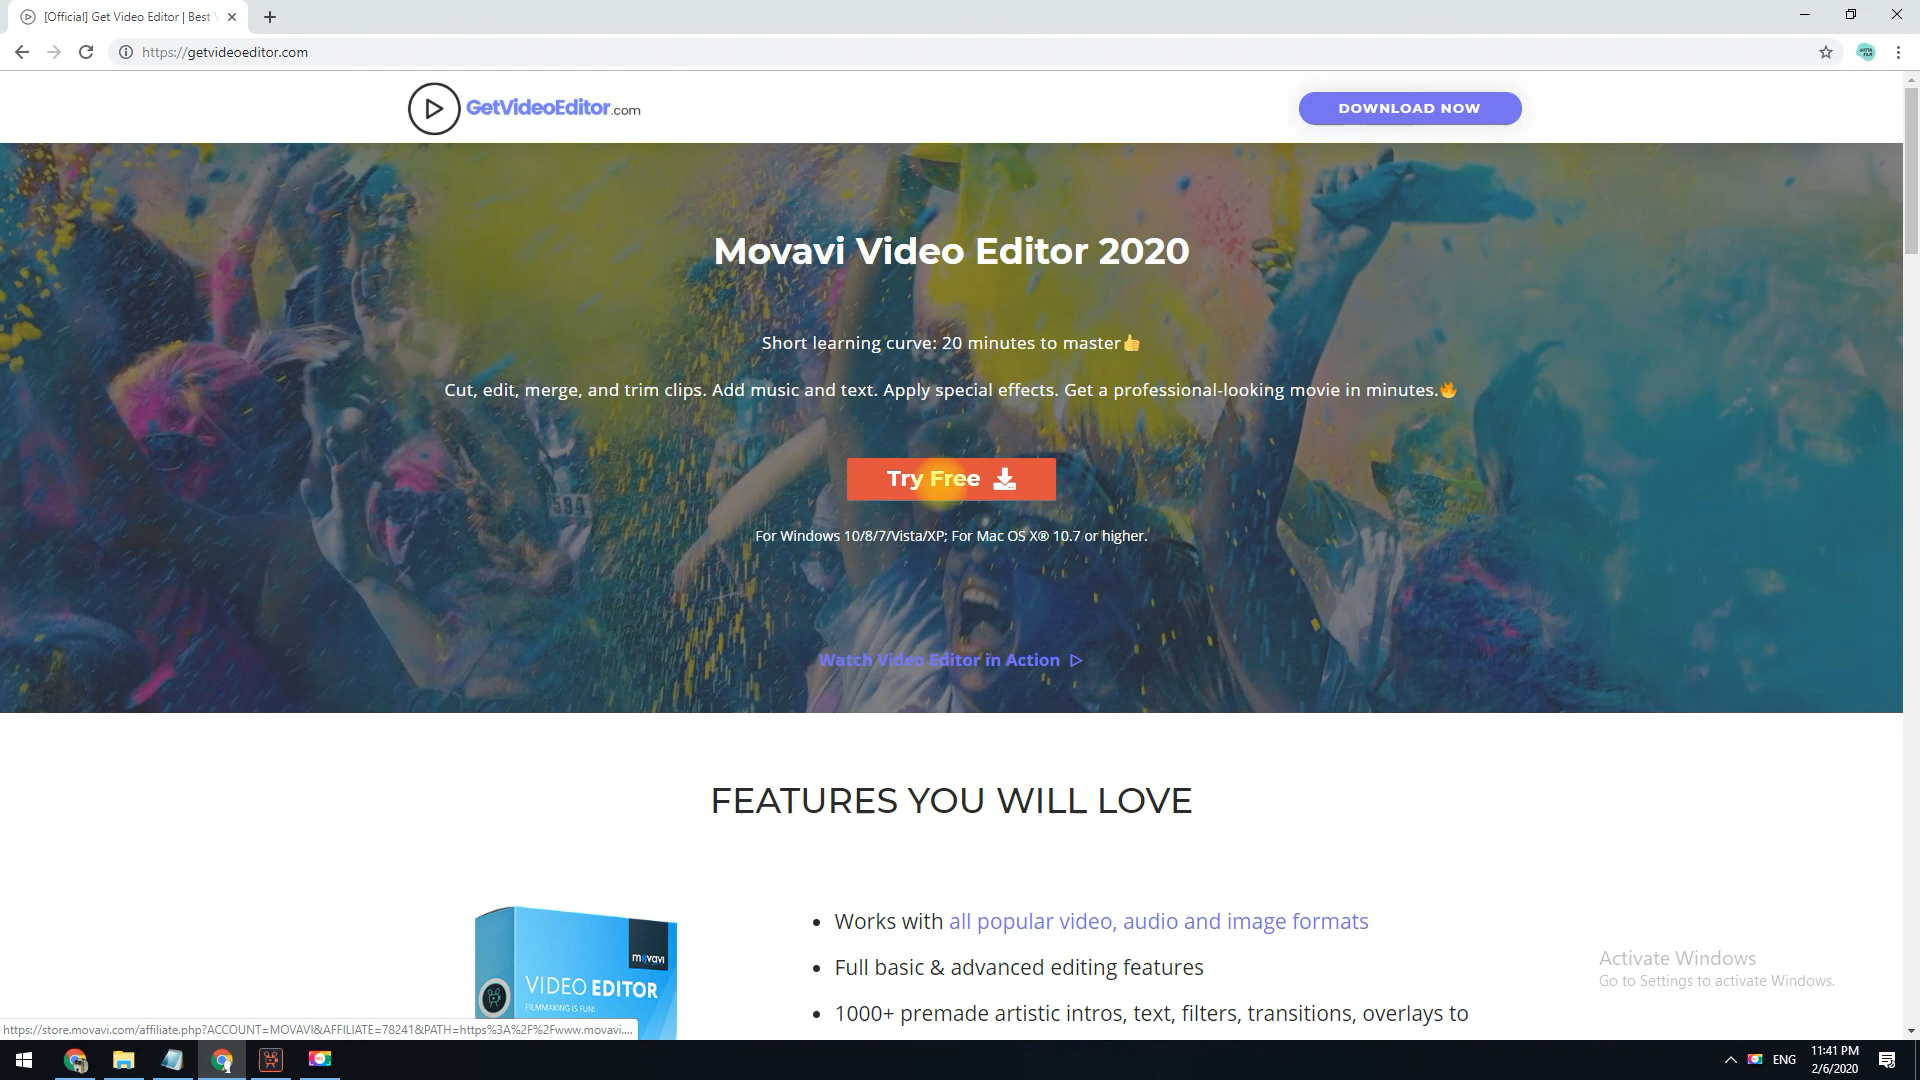 [Official] Get Video Editor | Best
https://getvideoeditor.com
GetVideoEditor.com
DOWNLOAD NOW
Movavi Video Editor 2020
Short learning curve: 20 minutes to master👍
Cut, edit, merge, and trim clips. Add music and text. Apply special effects. Get a professional-looking movie in minutes.🔥
Try Free
594
For Windows 10/8/7/Vista/XP; For Mac OS X® 10.7 or higher.
Watch Video Editor in Action
FEATURES YOU WILL LOVE
movavi
VIDEO EDITOR
FILMMAKING IS FUN!
• Works with all popular video, audio and image formats
• Full basic & advanced editing features
• 1000+ premade artistic intros, text, filters, transitions, overlays to
Activate Windows
Go to Settings to activate Windows.
https://store.movavi.com/affiliate.php?ACCOUNT=MOVAVI&AFFILIATE=78241&PATH=https%3A%2F%2Fwww.movavi....
ENG
11:41 PM
2/6/2020